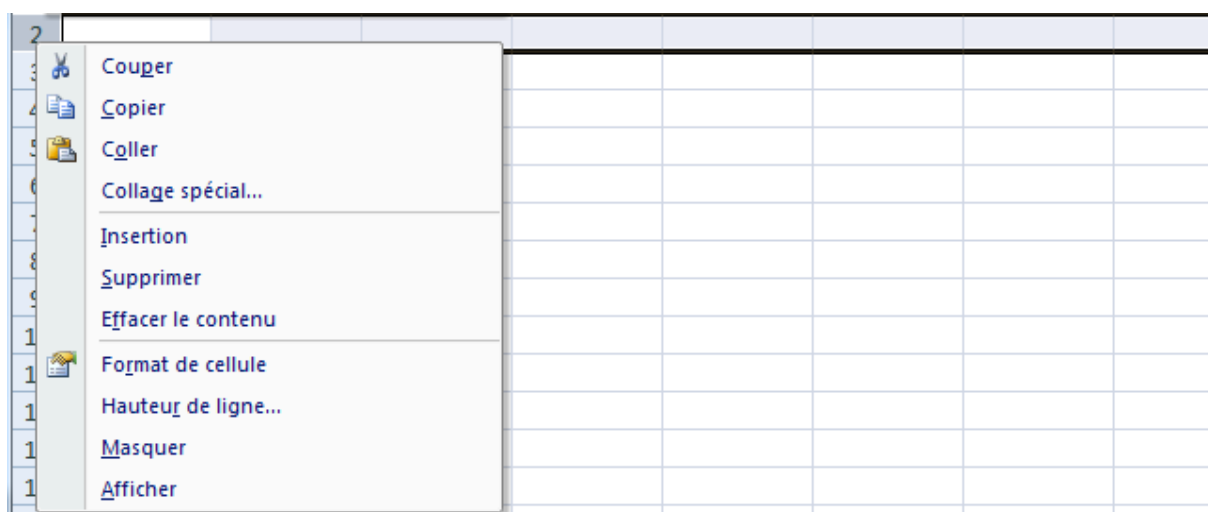 2
Couper
Copier
Coller
Collage spécial...
Insertion
Supprimer
Effacer le contenu
Format de cellule
Hauteur de ligne...
Masquer
Afficher